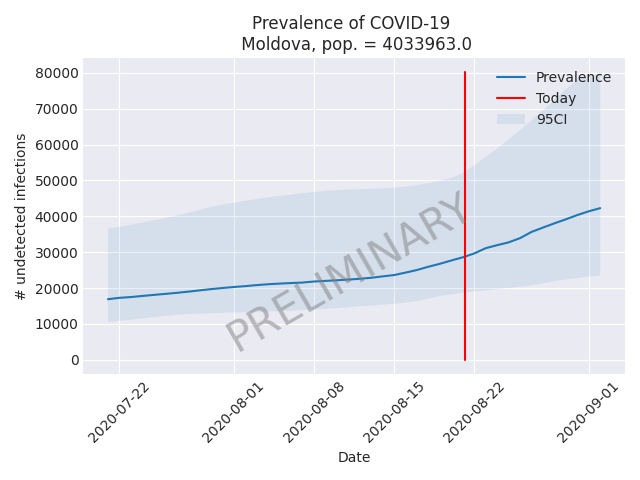 Prevalence of COVID-19
Moldova, pop. = 4033963.0
80000
70000
60000
50000
40000
30000
20000
10000
0
# undetected infections
Prevalence
Today
95CI
PRELIMINARY
2020-07-22
2020-08-01
2020-08-08
2020-08-15
2020-08-22
2020-09-01
Date